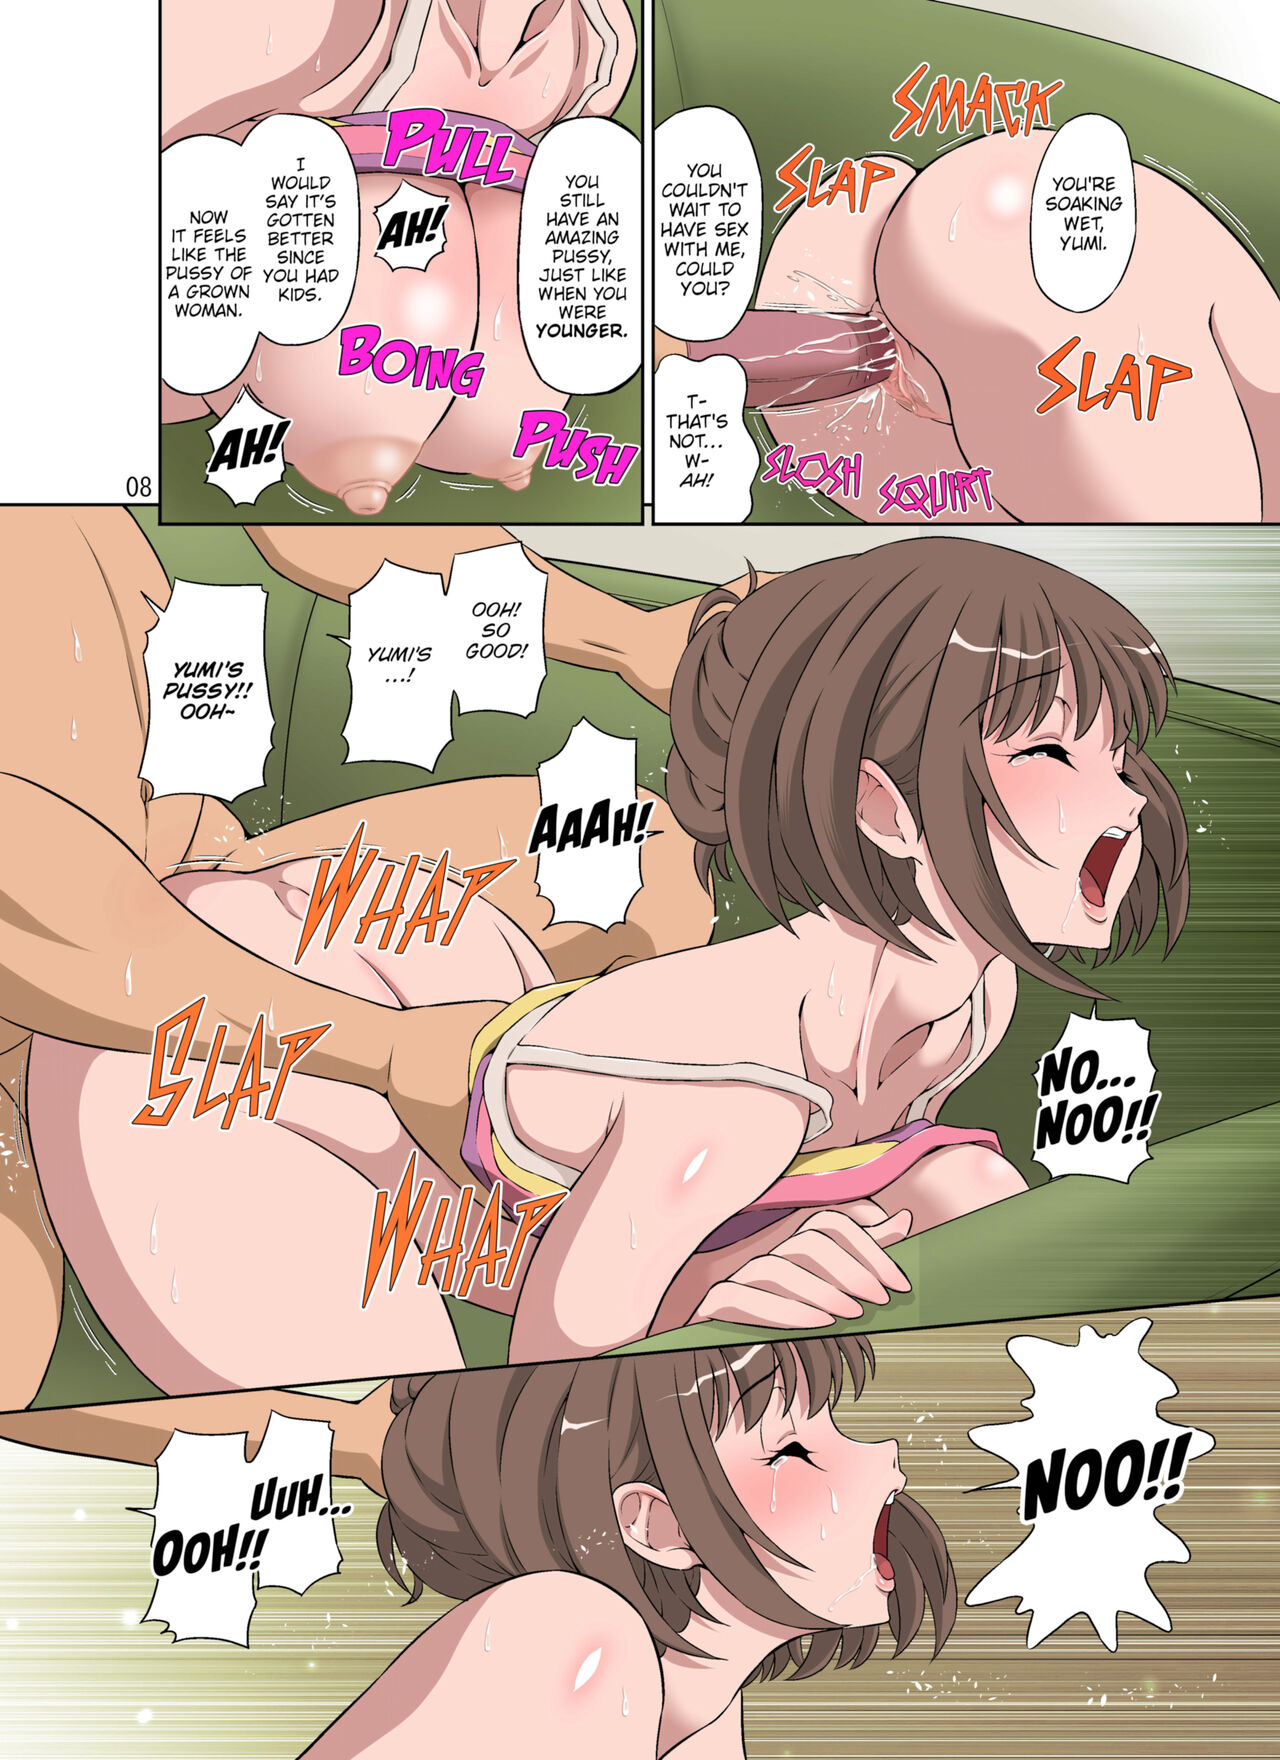 SMACK
SLAP
YOU'RE
SOAKING
WET,
YUMI.
YOU
COULDN'T
WAIT TO
HAVE SEX
WITH ME,
COULD
YOU?
SLAP
T-
THAT'S
NOT...
W-
AH!
SLOSH
SQUIRT
PULL
YOU
STILL
HAVE AN
AMAZING
PUSSY,
JUST LIKE
WHEN YOU
WERE
YOUNGER.
AH!
I
WOULD
SAY IT'S
GOTTEN
BETTER
SINCE
YOU HAD
KIDS.
NOW
IT FEELS
LIKE THE
PUSSY OF
A GROWN
WOMAN.
BOING
PUSH
AH!
08
OOH!
SO
GOOD!
YUMI'S
...!
YUMI'S
PUSSY!!
OOH~
AAAH!
WHAP
SLAP
WHAP
NO...
NOO!!
NOO!!
UUH...
OOH!!